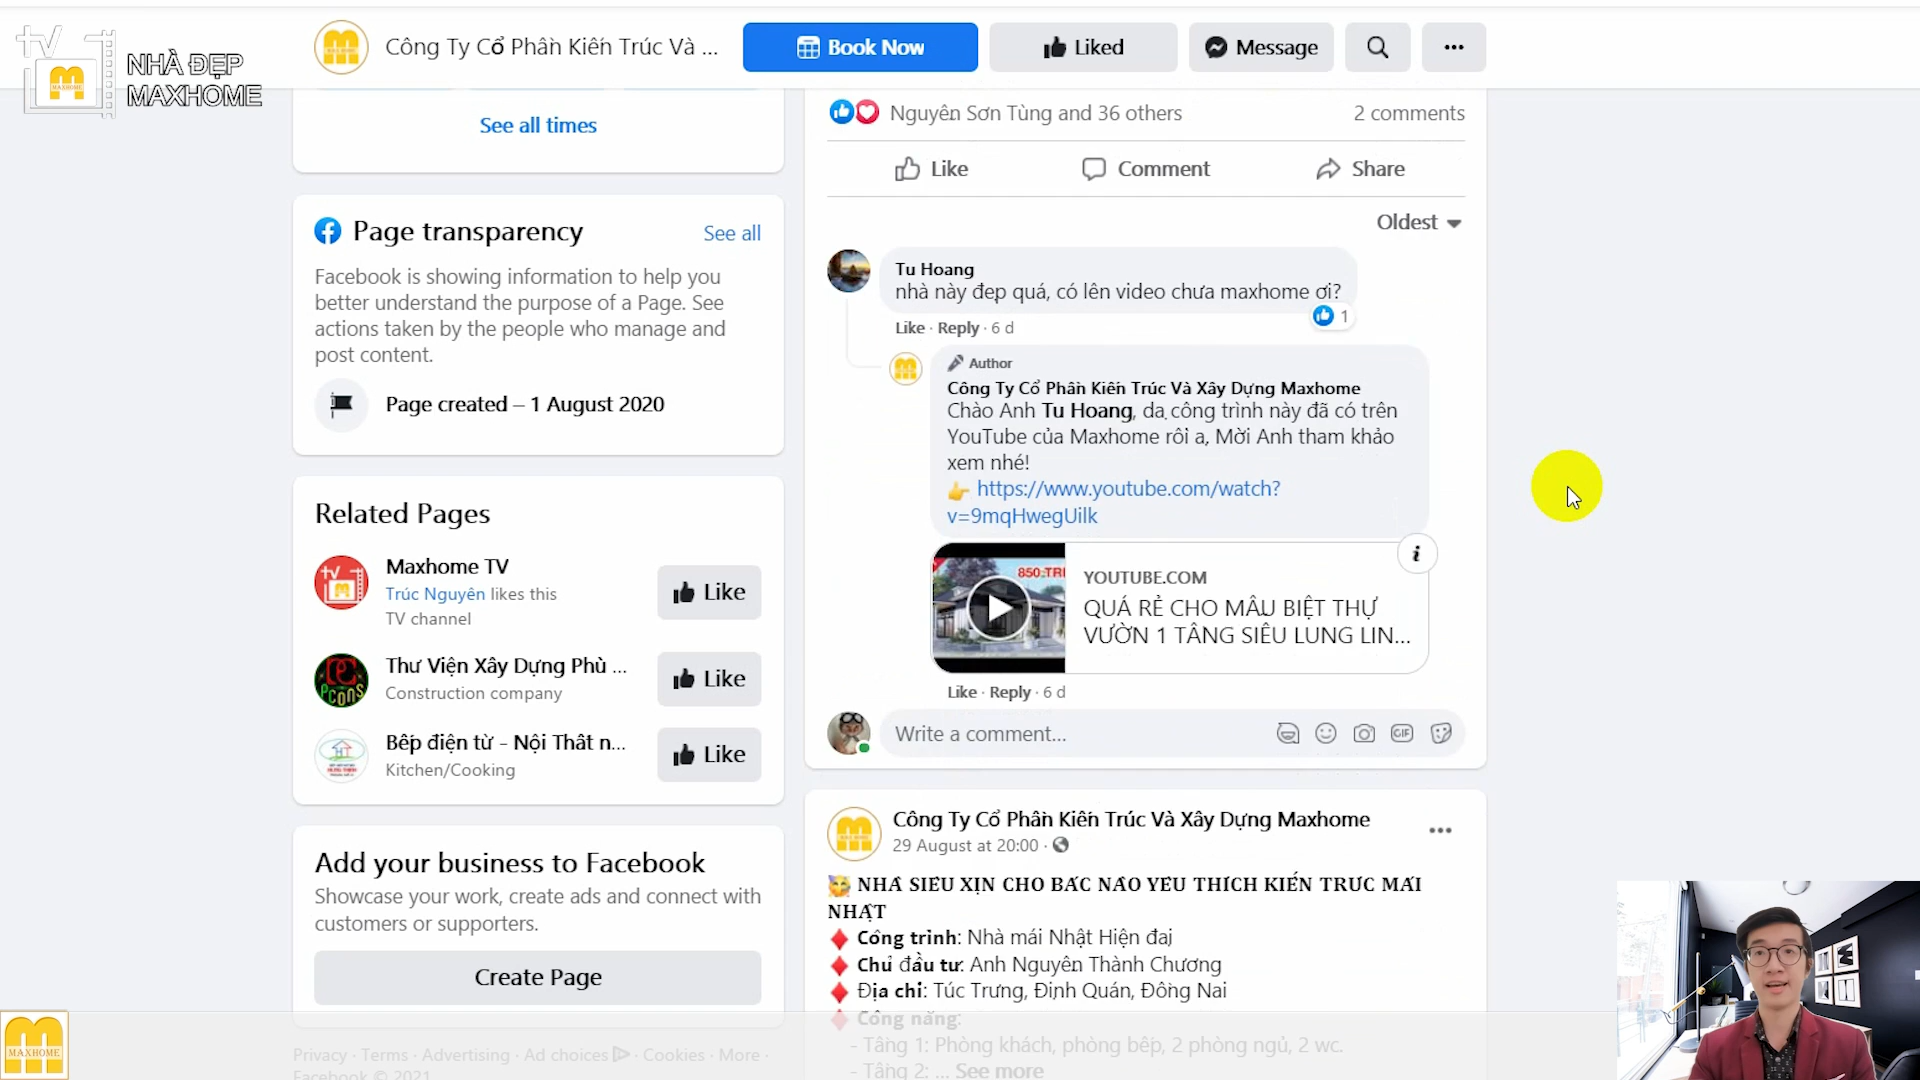 tv
NHÀ ĐẸP
MAXHOME
Công Ty Cổ Phần Kiến Trúc Và ...
Book Now
Liked
Message
See all times
Nguyễn Sơn Tùng and 36 others
2 comments
Like
Comment
Share
Page transparency
See all
Facebook is showing information to help you
better understand the purpose of a Page. See
actions taken by the people who manage and
post content.
Page created – 1 August 2020
Oldest
Tu Hoang
nhà này đẹp quá, có lên video chưa maxhome ơi?
1
Like · Reply · 6 d
Author
Công Ty Cổ Phần Kiến Trúc Và Xây Dựng Maxhome
Chào Anh Tu Hoang, dạ công trình này đã có trên
YouTube của Maxhome rồi ạ, Mời Anh tham khảo
xem nhé!
https://www.youtube.com/watch?
v=9mqHwegUilk
850 TRI
YOUTUBE.COM
QUÁ RẺ CHO MẪU BIỆT THỰ
VƯỜN 1 TẦNG SIÊU LUNG LIN...
Like · Reply · 6 d
Write a comment...
GIF
Related Pages
Maxhome TV
Trúc Nguyễn likes this
TV channel
Like
Thư Viện Xây Dựng Phù ...
Construction company
Like
Bếp điện từ - Nội Thất n...
Kitchen/Cooking
Like
Add your business to Facebook
Showcase your work, create ads and connect with
customers or supporters.
Create Page
Công Ty Cổ Phần Kiến Trúc Và Xây Dựng Maxhome
29 August at 20:00 ·
NHÀ SIÊU XỊN CHO BÁC NÀO YÊU THÍCH KIẾN TRÚC MÁI
NHẬT
Công trình: Nhà mái Nhật Hiện đại
Chủ đầu tư: Anh Nguyễn Thành Chương
Địa chỉ: Túc Trưng, Định Quán, Đồng Nai
Công năng:
- Tầng 1: Phòng khách, phòng bếp, 2 phòng ngủ, 2 wc.
- Tầng 2: ... See more
Privacy · Terms · Advertising · Ad choices · Cookies · More ·
Facebook © 2021
MAXHOME